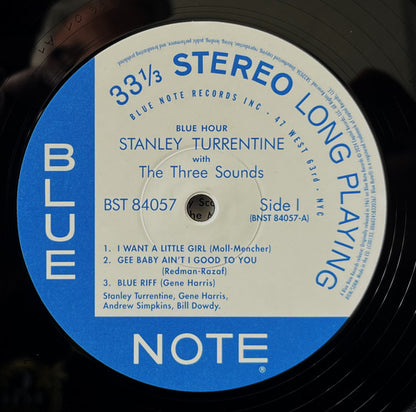 33⅓ STEREO LONG PLAYING
BLUE NOTE RECORDS INC · 47 WEST 63rd · NYC
BLUE HOUR
STANLEY TURRENTINE
with
The Three Sounds
BST 84057
Side I
(BNST 84057-A)
1. I WANT A LITTLE GIRL (Moll-Mencher)
2. GEE BABY AIN'T I GOOD TO YOU
(Redman-Razaf)
3. BLUE RIFF (Gene Harris)
Stanley Turrentine, Gene Harris,
Andrew Simpkins, Bill Dowdy.
BLUE
NOTE
®